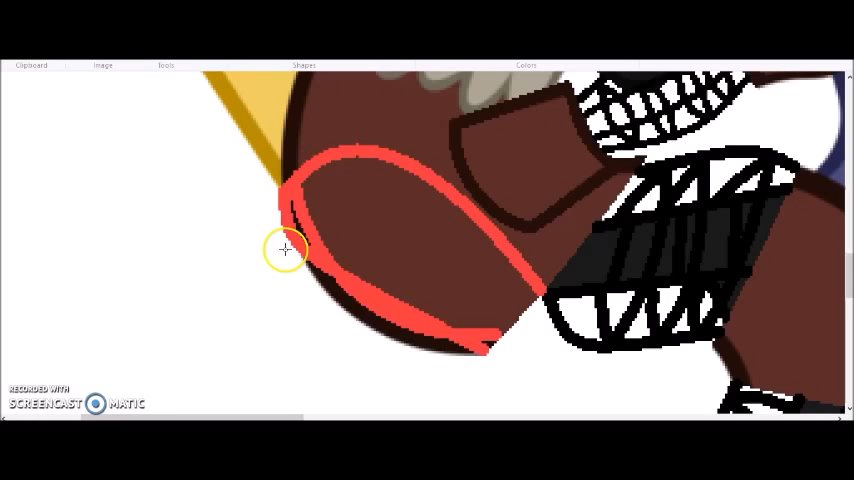 Clipboard Image Tools Shapes Colors
RECORDED WITH
SCREENCAST MATIC